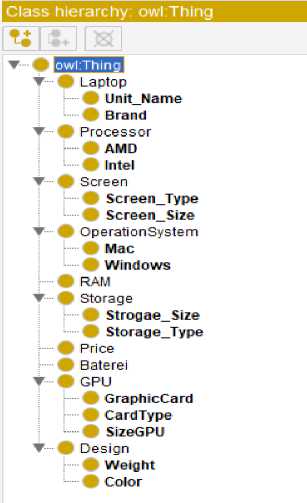 Class hierarchy: owl:Thing
owl:Thing
Laptop
Unit_Name
Brand
Processor
AMD
Intel
Screen
Screen_Type
Screen_Size
OperationSystem
Mac
Windows
RAM
Storage
Strogae_Size
Storage_Type
Price
Baterei
GPU
GraphicCard
CardType
SizeGPU
Design
Weight
Color